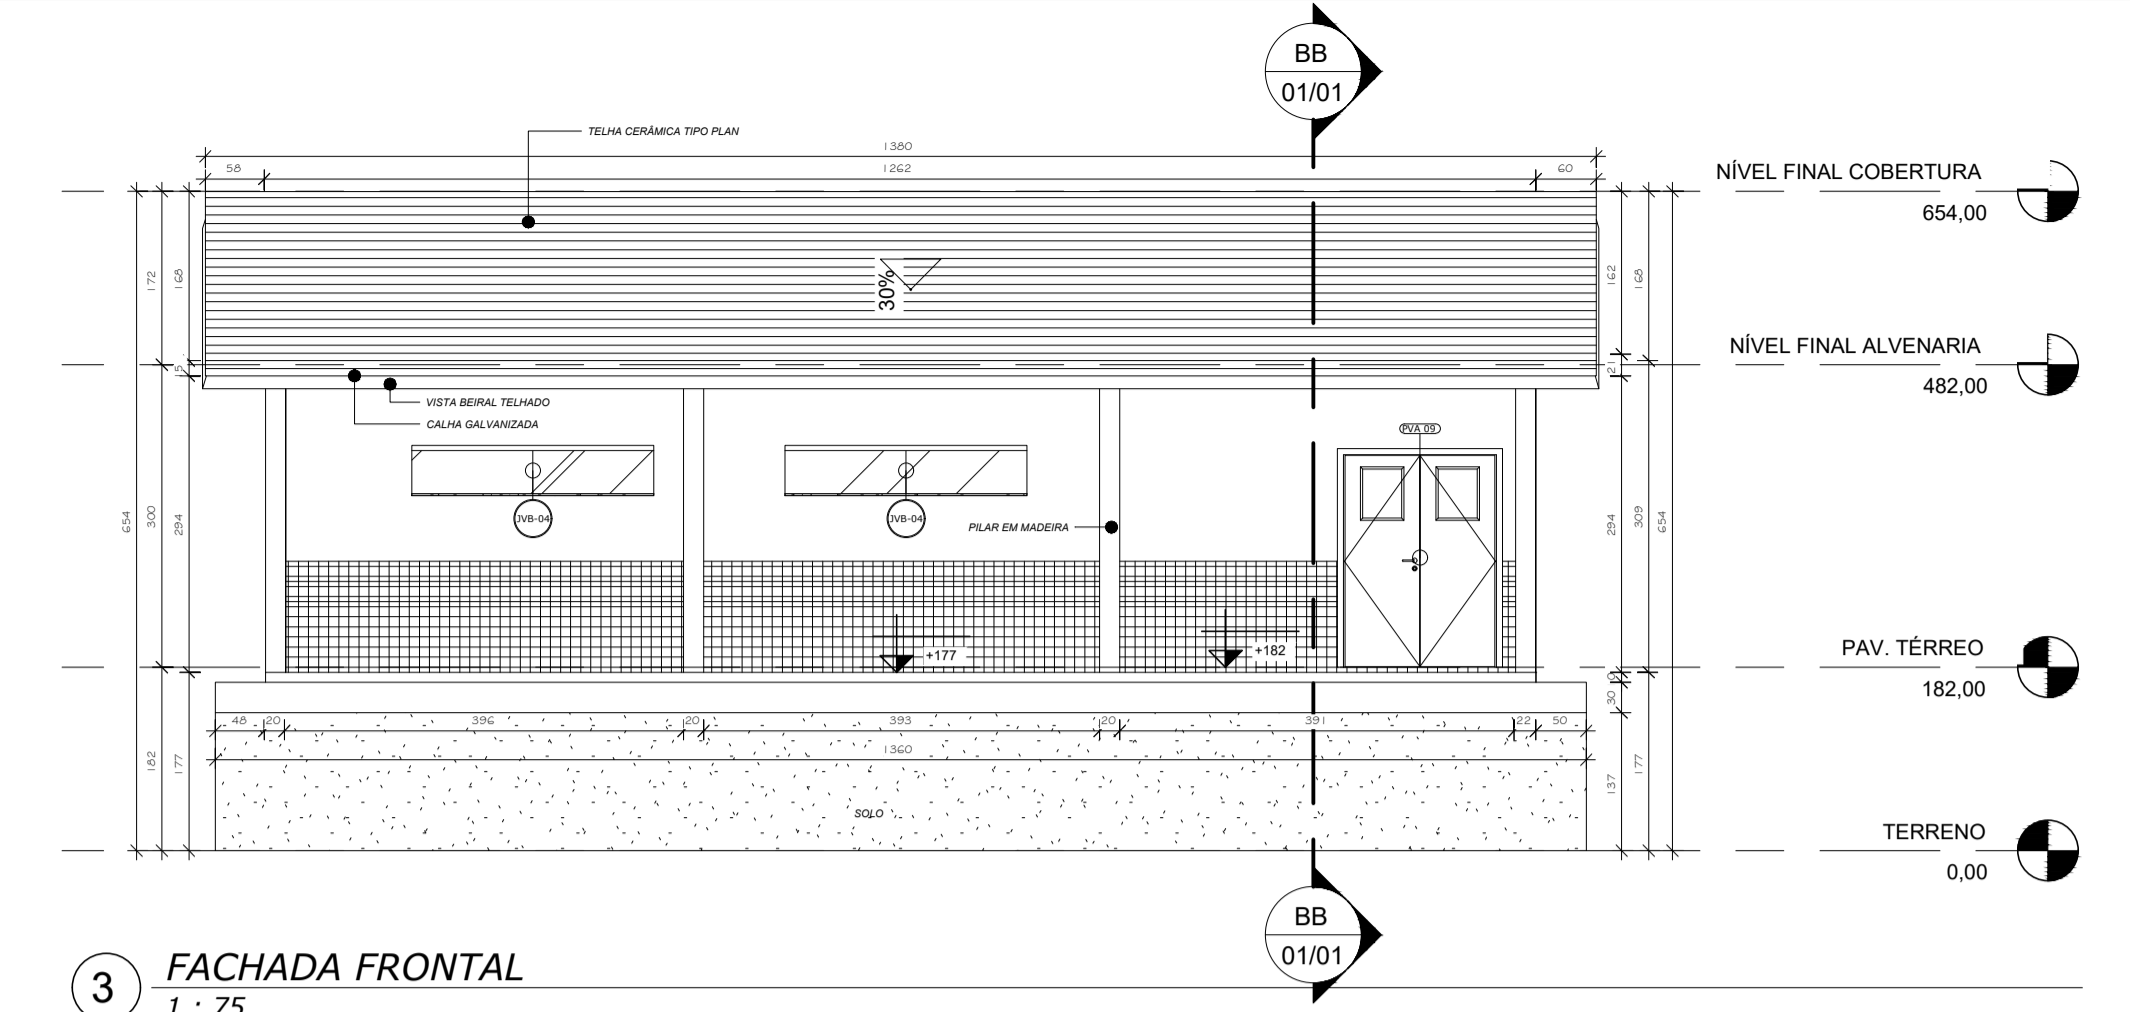 BB
01/01
TELHA CERÂMICA TIPO PLAN
1380
58
1262
60
NÍVEL FINAL COBERTURA
654,00
172
168
30%
162
168
NÍVEL FINAL ALVENARIA
482,00
15
21
VISTA BEIRAL TELHADO
CALHA GALVANIZADA
PVA 09
JVB-04
JVB-04
PILAR EM MADEIRA
654
300
294
294
309
654
+177
+182
PAV. TÉRREO
182,00
30
48
20
396
20
393
20
391
22
50
1360
182
177
137
177
SOLO
TERRENO
0,00
BB
01/01
3
FACHADA FRONTAL
1 : 75